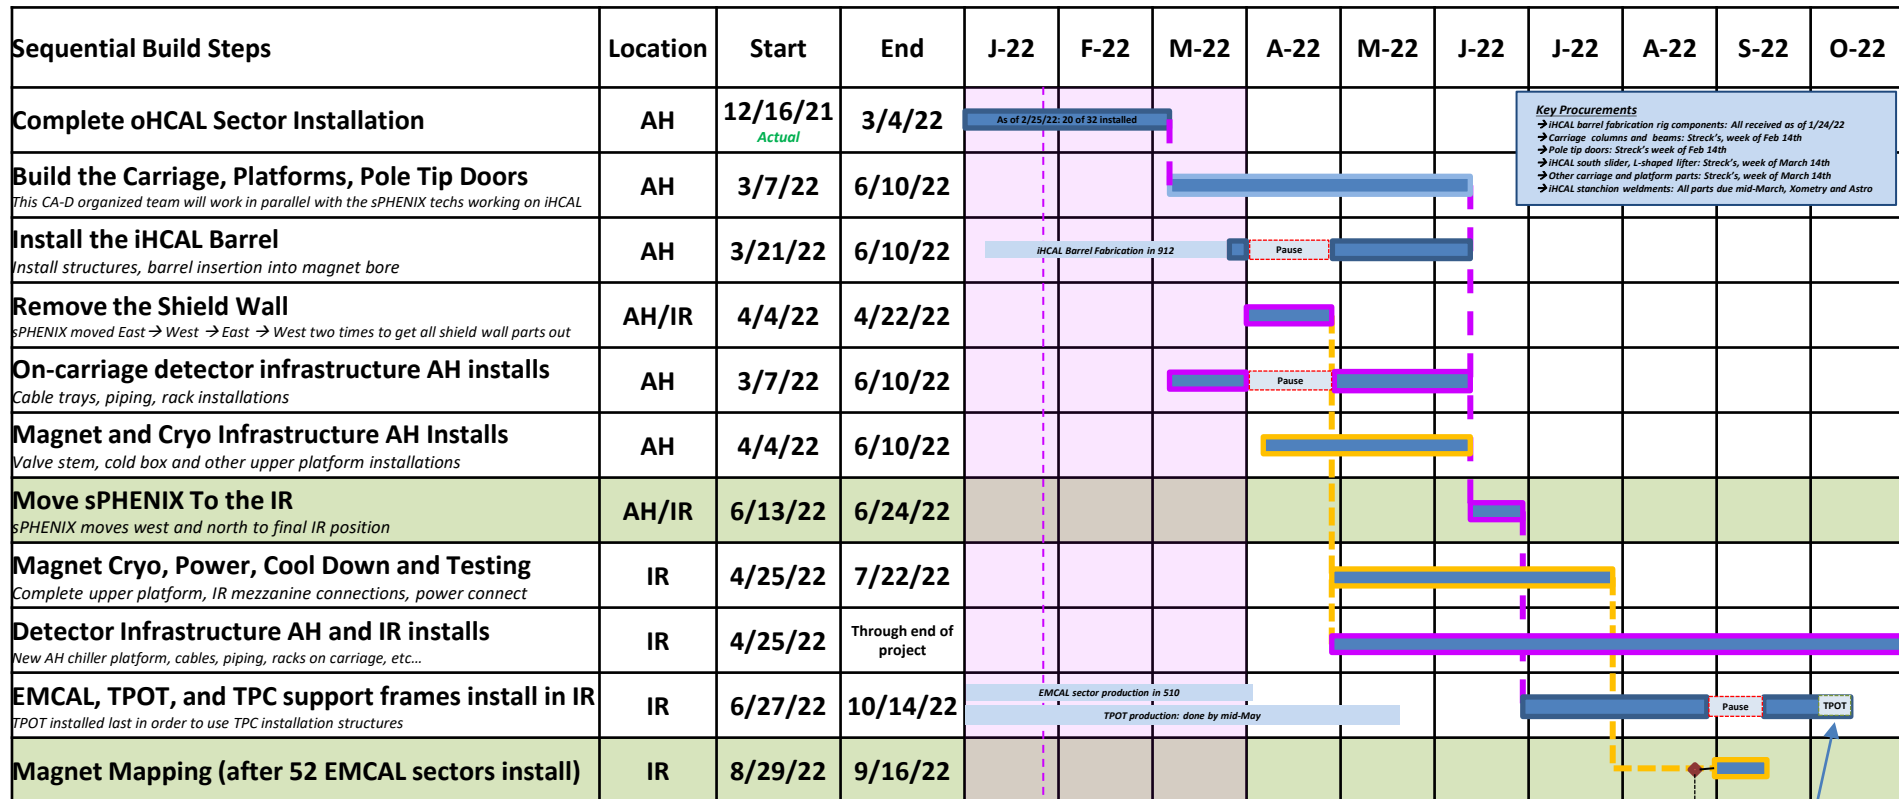 Sequential Build Steps Location Start End J-22 F-22 M-22 A-22 M-22 J-22 J-22 A-22 S-22 O-22
Complete oHCAL Sector Installation AH 12/16/21 3/4/22
Actual
As of 2/25/22: 20 of 32 installed
Key Procurements
→iHCAL barrel fabrication rig components: All received as of 1/24/22
→Carriage columns and beams: Streck's, week of Feb 14th
→Pole tip doors: Streck's week of Feb 14th
→iHCAL south slider, L-shaped lifter: Streck's, week of March 14th
→Other carriage and platform parts: Streck's, week of March 14th
→iHCAL stanchion weldments: All parts due mid-March, Xometry and Astro
Build the Carriage, Platforms, Pole Tip Doors AH 3/7/22 6/10/22
This CA-D organized team will work in parallel with the sPHENIX techs working on iHCAL
Install the iHCAL Barrel AH 3/21/22 6/10/22
Install structures, barrel insertion into magnet bore
iHCAL Barrel Fabrication in 912 Pause
Remove the Shield Wall AH/IR 4/4/22 4/22/22
sPHENIX moved East → West → East → West two times to get all shield wall parts out
On-carriage detector infrastructure AH installs AH 3/7/22 6/10/22
Cable trays, piping, rack installations
Pause
Magnet and Cryo Infrastructure AH Installs AH 4/4/22 6/10/22
Valve stem, cold box and other upper platform installations
Move sPHENIX To the IR AH/IR 6/13/22 6/24/22
sPHENIX moves west and north to final IR position
Magnet Cryo, Power, Cool Down and Testing IR 4/25/22 7/22/22
Complete upper platform, IR mezzanine connections, power connect
Detector Infrastructure AH and IR installs IR 4/25/22 Through end of
project
New AH chiller platform, cables, piping, racks on carriage, etc…
EMCAL, TPOT, and TPC support frames install in IR IR 6/27/22 10/14/22
TPOT installed last in order to use TPC installation structures
EMCAL sector production in 510
TPOT production: done by mid-May
Pause TPOT
Magnet Mapping (after 52 EMCAL sectors install) IR 8/29/22 9/16/22